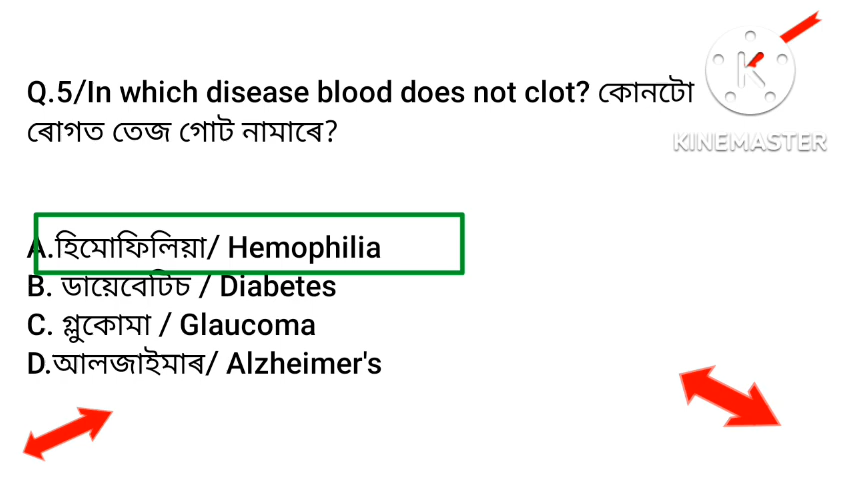 Q.5/In which disease blood does not clot? কোনটো
ৰোগত তেজ গোট নামাৰে?
KINEMASTER
A.হিমোফিলিয়া/ Hemophilia
B. ডায়েবেটিচ / Diabetes
C. গ্লুকোমা / Glaucoma
D.আলজাইমাৰ/ Alzheimer's